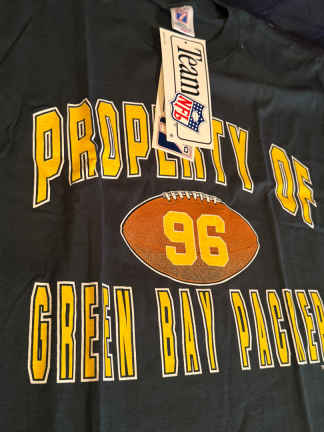 Team
NFL
PROPERTY OF
96
GREEN BAY PACKER